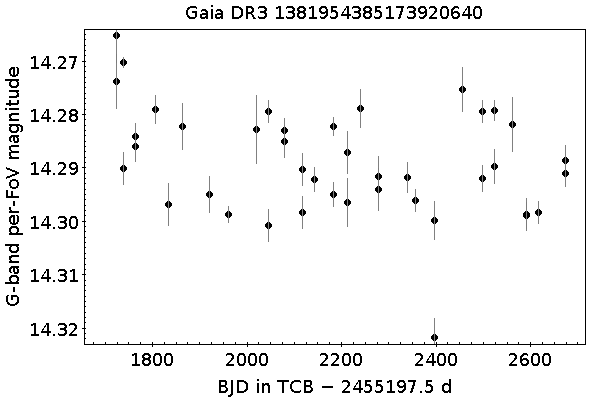 Gaia DR3 1381954385173920640
G-band per-FoV magnitude
14.27
14.28
14.29
14.30
14.31
14.32
1800 2000 2200 2400 2600
BJD in TCB − 2455197.5 d